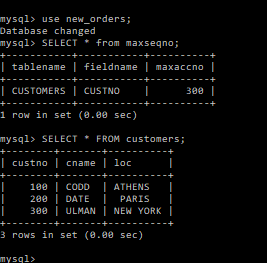 mysql> use new_orders;
Database changed
mysql> SELECT * from maxseqno;
+-----------+-----------+----------+
| tablename | fieldname | maxaccno |
+-----------+-----------+----------+
| CUSTOMERS | CUSTNO    |      300 |
+-----------+-----------+----------+
1 row in set (0.00 sec)

mysql> SELECT * FROM customers;
+--------+-------+----------+
| custno | cname | loc      |
+--------+-------+----------+
|    100 | CODD  | ATHENS   |
|    200 | DATE  |  PARIS   |
|    300 | ULMAN | NEW YORK |
+--------+-------+----------+
3 rows in set (0.00 sec)

mysql>